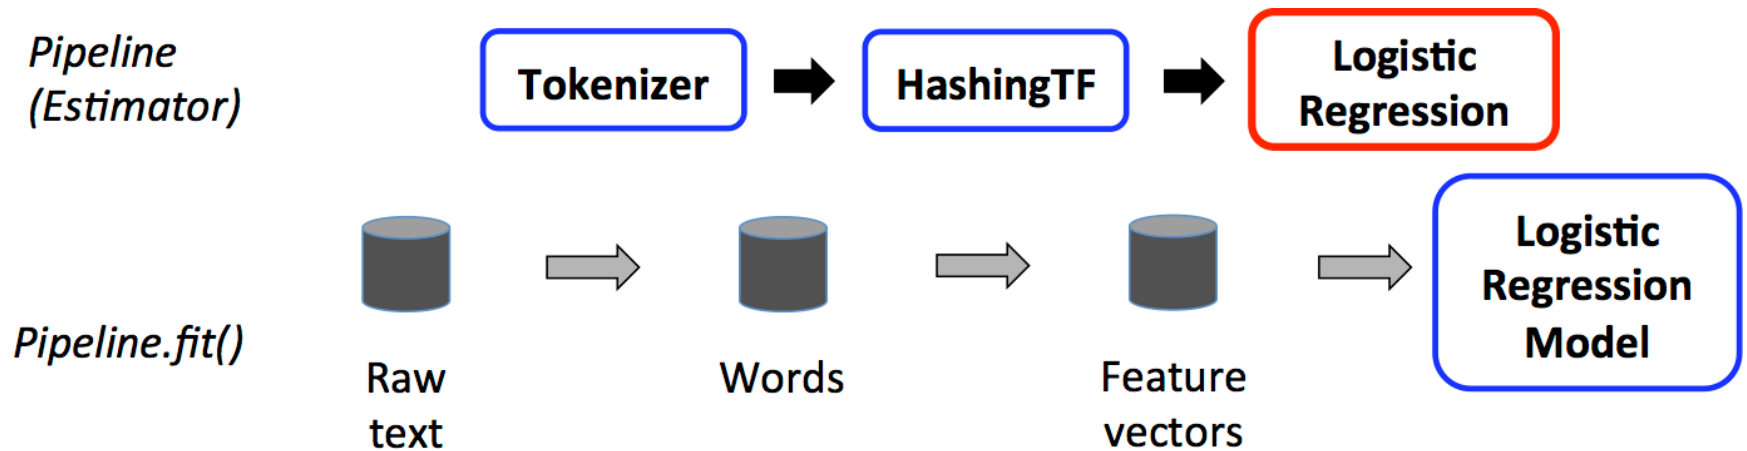 Pipeline
(Estimator)
Tokenizer
HashingTF
Logistic
Regression
Pipeline.fit()
Raw
text
Words
Feature
vectors
Logistic
Regression
Model